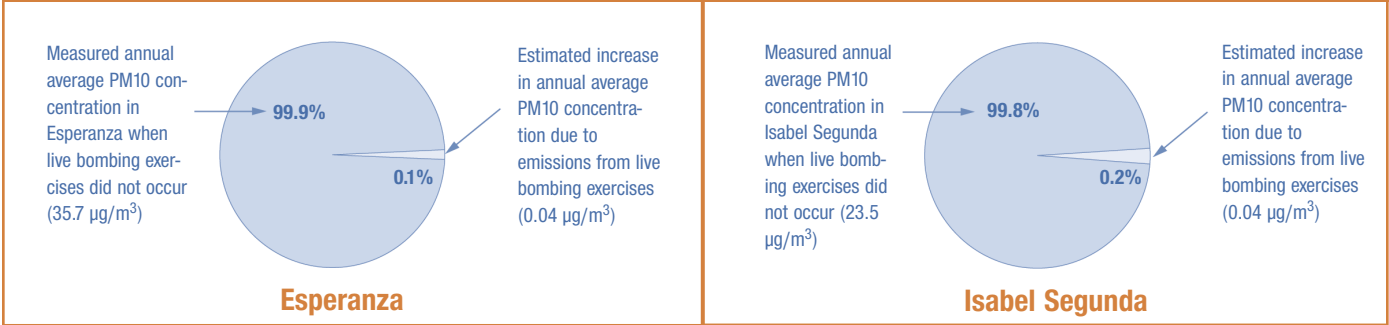 Measured annual
average PM10 con-
centration in
Esperanza when
live bombing exer-
cises did not occur
(35.7 µg/m³)
99.9%
0.1%
Estimated increase
in annual average
PM10 concentra-
tion due to
emissions from live
bombing exercises
(0.04 µg/m³)
Esperanza
Measured annual
average PM10
concentration in
Isabel Segunda
when live bomb-
ing exercises did
not occur (23.5
µg/m³)
99.8%
0.2%
Estimated increase
in annual average
PM10 concentra-
tion due to
emissions from live
bombing exercises
(0.04 µg/m³)
Isabel Segunda